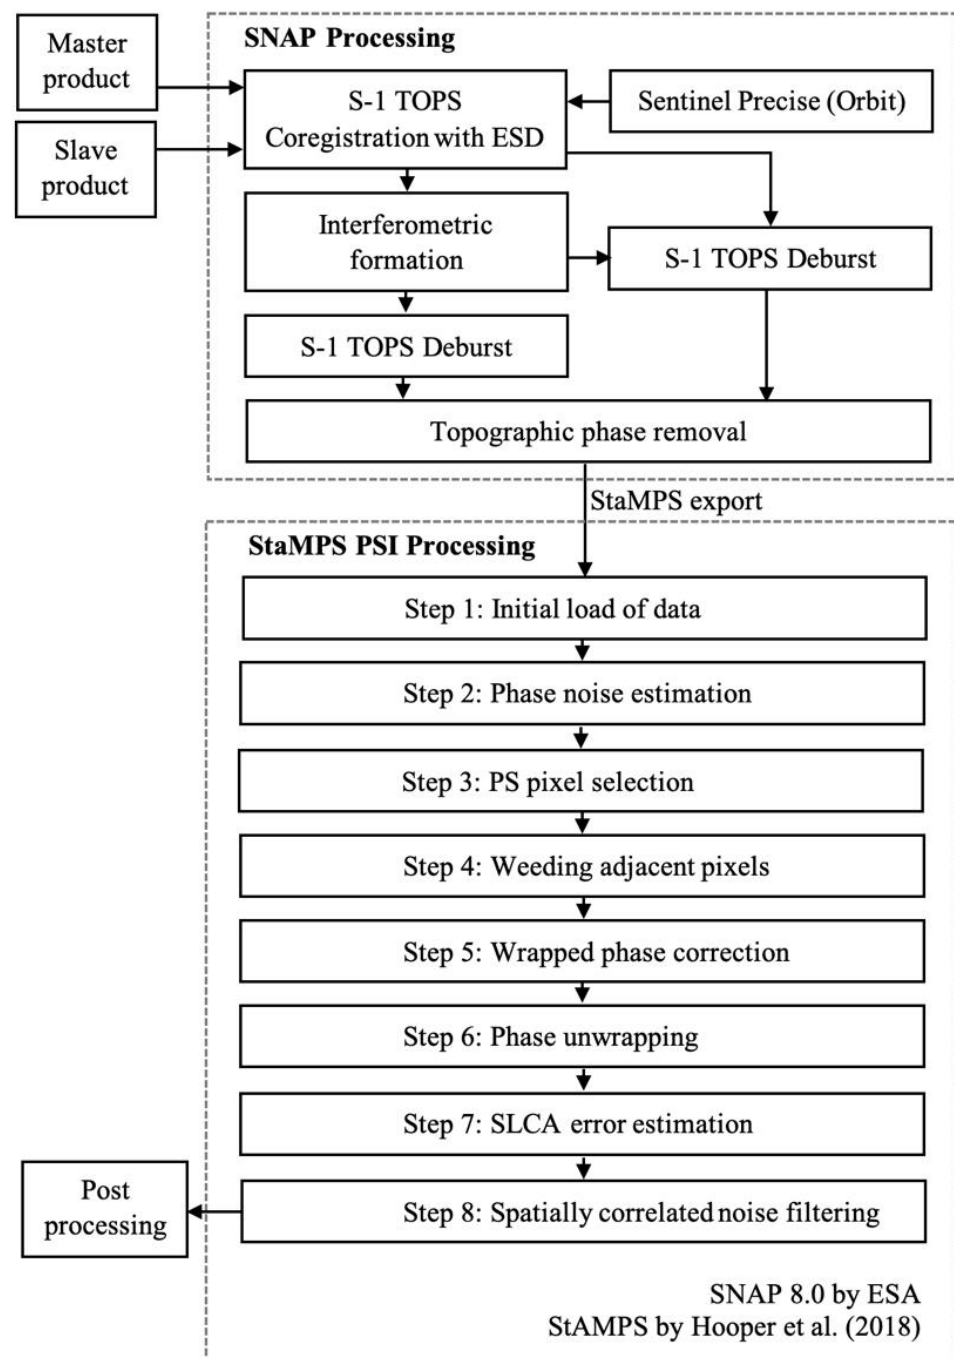 Master
product
Slave
product
SNAP Processing
S-1 TOPS
Coregistration with ESD
Sentinel Precise (Orbit)
Interferometric
formation
S-1 TOPS Deburst
S-1 TOPS Deburst
Topographic phase removal
StaMPS export
StaMPS PSI Processing
Step 1: Initial load of data
Step 2: Phase noise estimation
Step 3: PS pixel selection
Step 4: Weeding adjacent pixels
Step 5: Wrapped phase correction
Step 6: Phase unwrapping
Step 7: SLCA error estimation
Step 8: Spatially correlated noise filtering
Post
processing
SNAP 8.0 by ESA
StAMPS by Hooper et al. (2018)